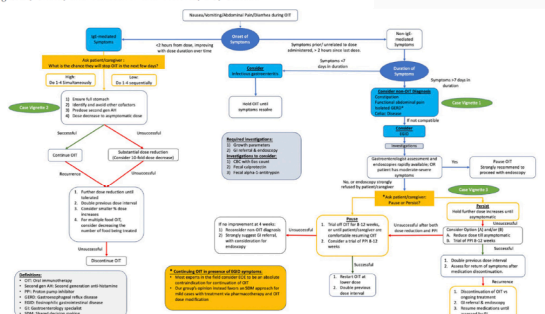 Nausea/Vomiting/Abdominal Pain/Diarrhea during OIT
IgE-mediated
Symptoms
<2 hours from dose, improving
with dose duration over time
Onset of
Symptoms
Symptoms prior/ unrelated to dose
administered, + 2 hours since last dose.
Non IgE-
mediated
Symptoms
Ask patient/caregiver :
What is the chance they will stop OIT in the next few days?
High:
Do 1-4 Simultaneously
Low:
Do 1-4 sequentially
Case Vignette 2
1) Ensure full stomach
2) Identify and avoid other cofactors
3) Predose second gen AH
4) Dose decrease to asymptomatic dose
Successful
Unsuccessful
Continue OIT
Substantial dose reduction
(Consider 10-fold dose decrease)
Recurrence
Unsuccessful
1. Further dose reduction until
tolerated
2. Double previous dose interval
3. Consider smaller % dose
increases
4. For multiple food OIT,
consider decreasing the
number of food being treated
Unsuccessful
Discontinue OIT
Definitions:
OIT: Oral immunotherapy
Second gen AH: Second generation anti-histamine
PPI: Proton pump inhibitor
GERD: Gastroesophageal reflux disease
Symptoms <7
days in duration
Consider
Infectious gastroenteritis
Hold OIT until
symptoms resolve
Duration of
Symptoms
Symptoms >7 days in
duration
Consider non-OIT Diagnosis
Constipation
Functional abdominal pain
Isolated GERD*
Celiac Disease
Case Vignette 1
If not compatible
Consider
Investigations
Required Investigations:
1) Growth parameters
2) GI referral & endoscopy
Investigations to consider:
1) CBC with Eos count
2) Fecal calprotectin
3) Fecal alpha-1 antitrypsin
Gastroenterologist assessment and
endoscopies rapidly available; OR
patient has moderate-severe
symptoms.
Yes.
Pause OIT
Strongly recommend to
proceed with endoscopy
No, or endoscopy strongly
refused by patient/caregiver
Case Vignette 3
*Ask patient/caregiver
Pause or Persist?
Pause
1. Trial off OIT for 8-12 weeks,
or until patient/caregiver are
comfortable resuming OIT
2. Consider a trial of PPI 8-12
weeks
Persist
Hold further dose increases until asymptomatic
Consider Option (A) and/or (B)
A. Reduce dose till asymptomatic
B. Trial of PPI 8-12 weeks
Unsuccessful after both
dose reduction and PPI
If no improvement at 4 weeks:
1) Reconsider non-OIT diagnosis
2) Strongly suggest GI referral,
with consideration for
endoscopy
Unsuccessful
Successful
1. Restart OIT at
lower dose
2. Double previous
dose interval
Successful
Unsuccessful
1. Double previous dose interval
2. Assess for return of symptoms after
medication discontinuation.
Recurrence
1. Discontinuation of OIT vs
ongoing treatment
2. GI referral & endoscopy
3. Resume medications until
* Continuing OIT in presence of EGID symptoms:
Most experts in the field consider EOE to be an absolute
contraindication for continuation of OIT
Our group's opinion instead favors an SDM approach for
mild cases with treatment via pharmacotherapy and OIT
dose modification